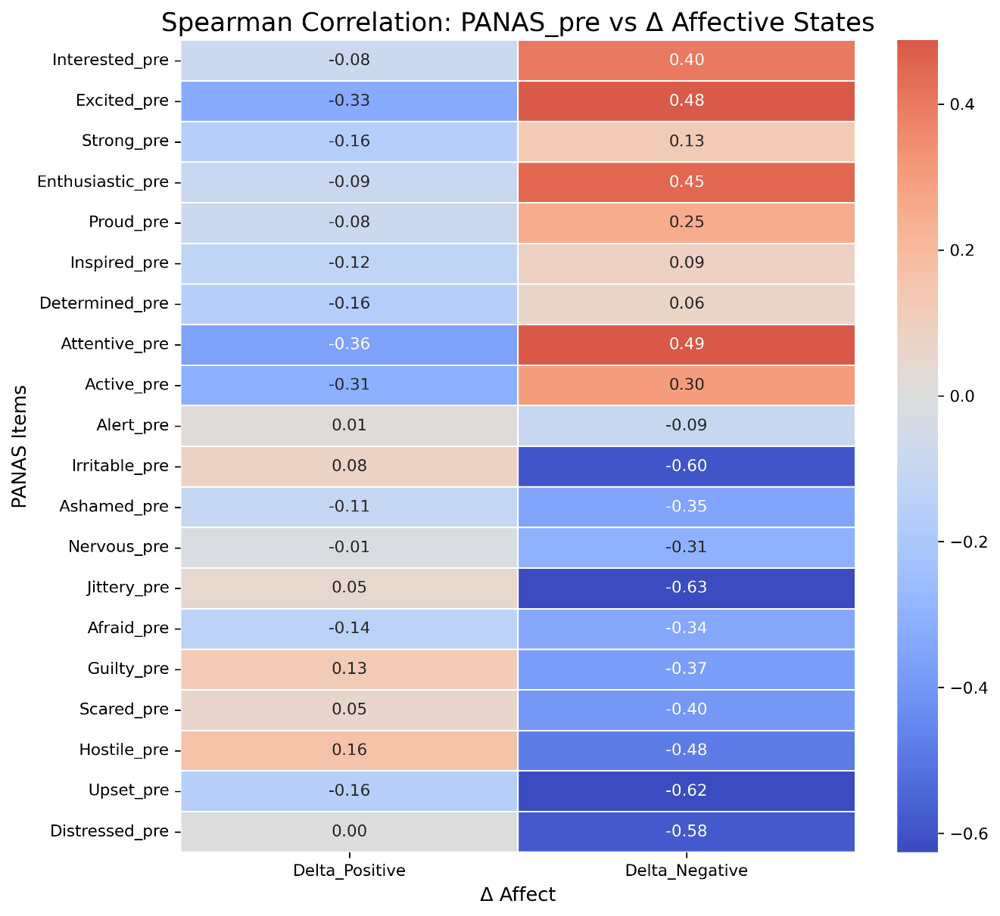 Spearman Correlation: PANAS_pre vs Δ Affective States
PANAS Items
Interested_pre -0.08 0.40
Excited_pre -0.33 0.48
Strong_pre -0.16 0.13
Enthusiastic_pre -0.09 0.45
Proud_pre -0.08 0.25
Inspired_pre -0.12 0.09
Determined_pre -0.16 0.06
Attentive_pre -0.36 0.49
Active_pre -0.31 0.30
Alert_pre 0.01 -0.09
Irritable_pre 0.08 -0.60
Ashamed_pre -0.11 -0.35
Nervous_pre -0.01 -0.31
Jittery_pre 0.05 -0.63
Afraid_pre -0.14 -0.34
Guilty_pre 0.13 -0.37
Scared_pre 0.05 -0.40
Hostile_pre 0.16 -0.48
Upset_pre -0.16 -0.62
Distressed_pre 0.00 -0.58
Delta_Positive Delta_Negative
Δ Affect
0.4
0.2
0.0
−0.2
−0.4
−0.6